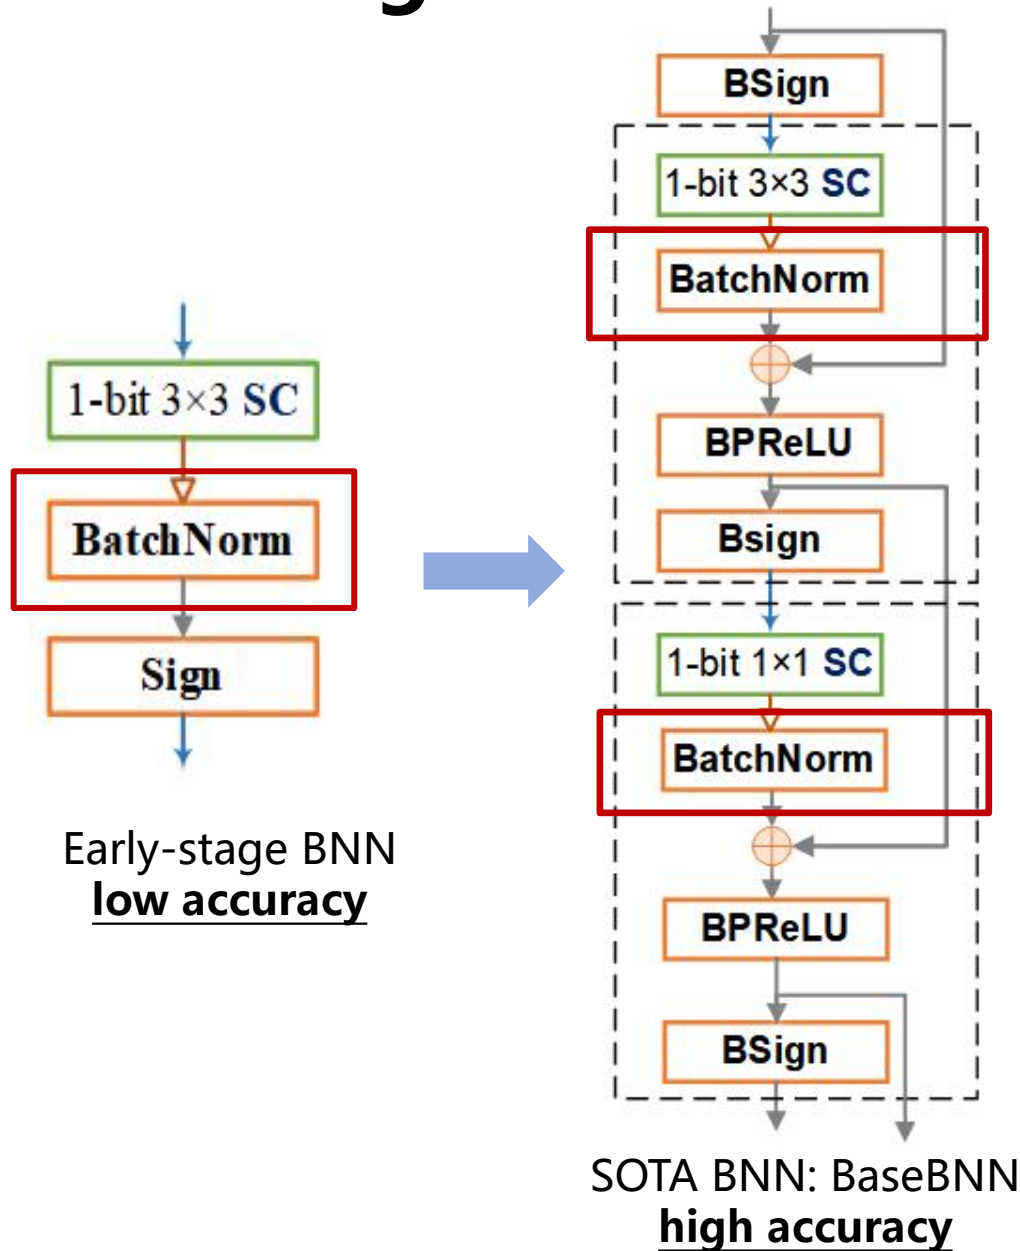 1-bit 3×3 SC
BatchNorm
Sign
Early-stage BNN
low accuracy
BSign
1-bit 3×3 SC
BatchNorm
BPReLU
Bsign
1-bit 1×1 SC
BatchNorm
BPReLU
BSign
SOTA BNN: BaseBNN
high accuracy